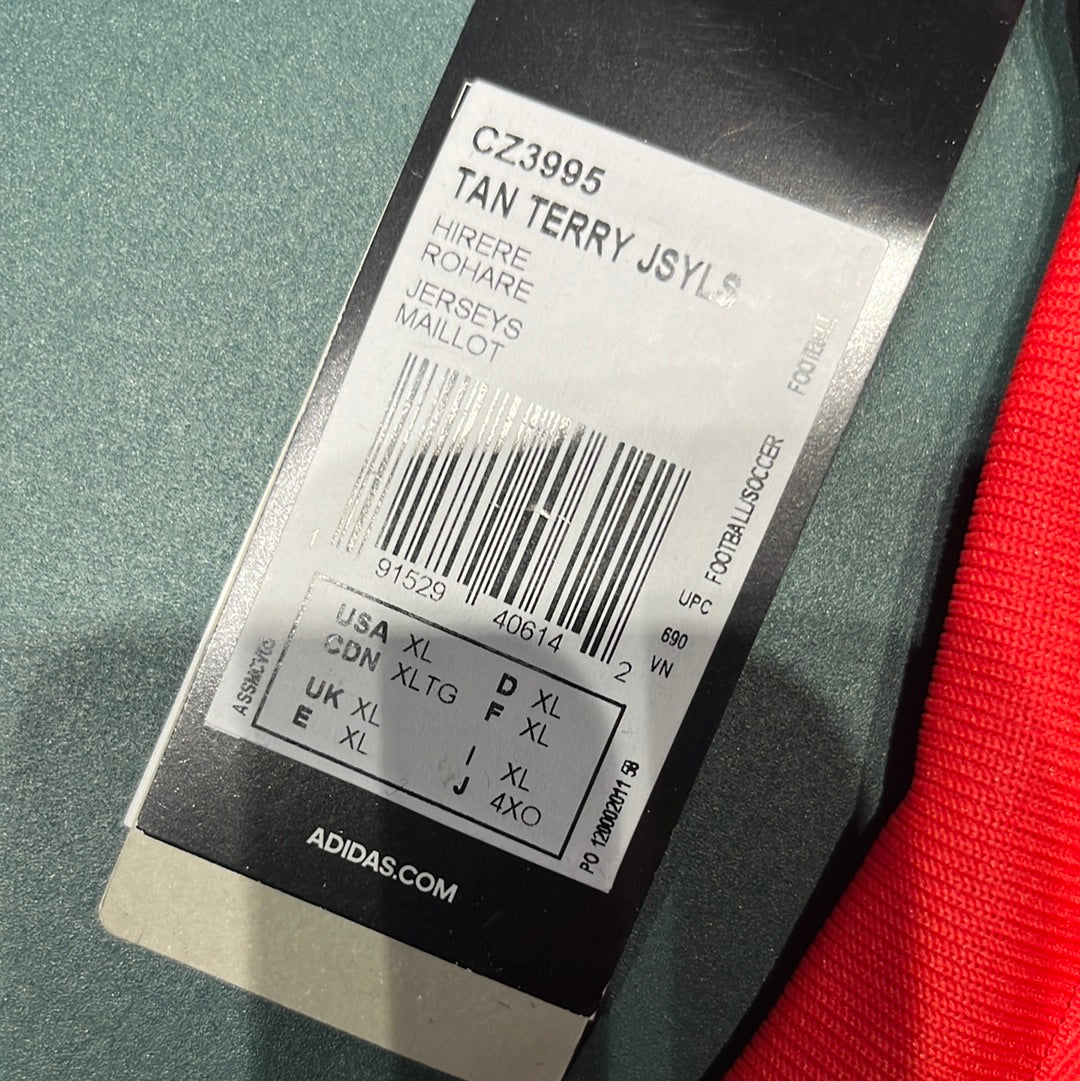 CZ3995
TAN TERRY JSYLS
HIRERE
ROHARE
JERSEYS
MAILLOT
FOOTBALL
FOOTBALL/SOCCER
91529
40614
2
UPC
690
VN
USA XL
CDN XLTG
UK XL
E XL
D XL
F XL
I XL
J 4XO
PO
58
ADIDAS.COM